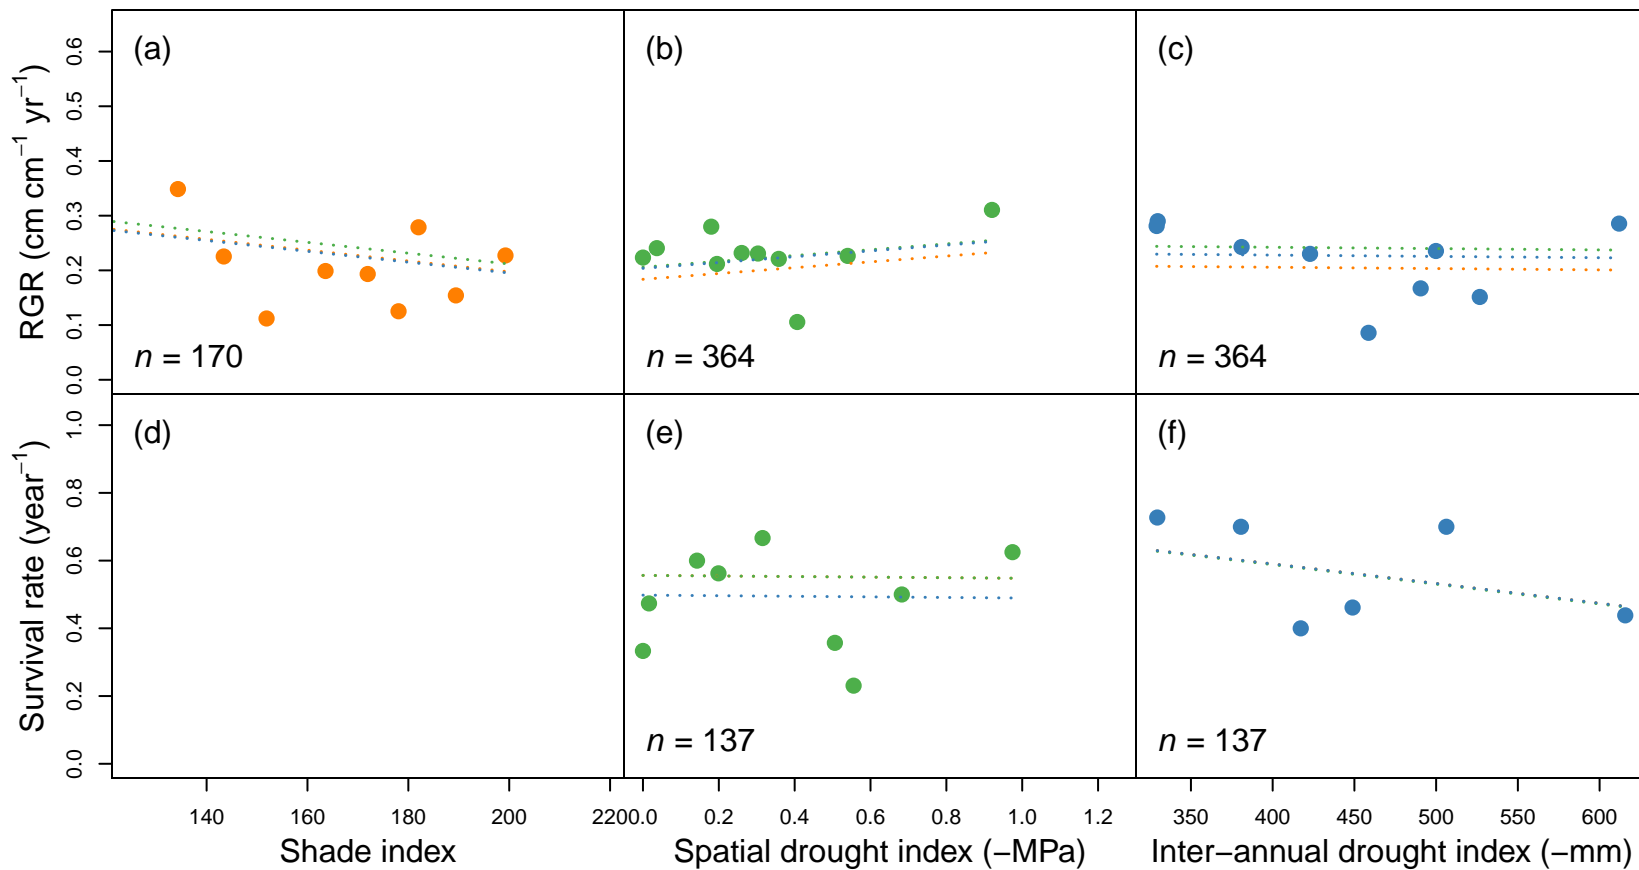 (a)
(b)
(c)
RGR (cm cm⁻¹ yr⁻¹)
0.6
0.5
0.4
0.3
0.2
0.1
0.0
n = 170
n = 364
n = 364
(d)
(e)
(f)
Survival rate (year⁻¹)
1.0
0.8
0.6
0.4
0.2
0.0
n = 137
n = 137
140 160 180 200 220
0.0 0.2 0.4 0.6 0.8 1.0 1.2
350 400 450 500 550 600
Shade index
Spatial drought index (−MPa)
Inter−annual drought index (−mm)